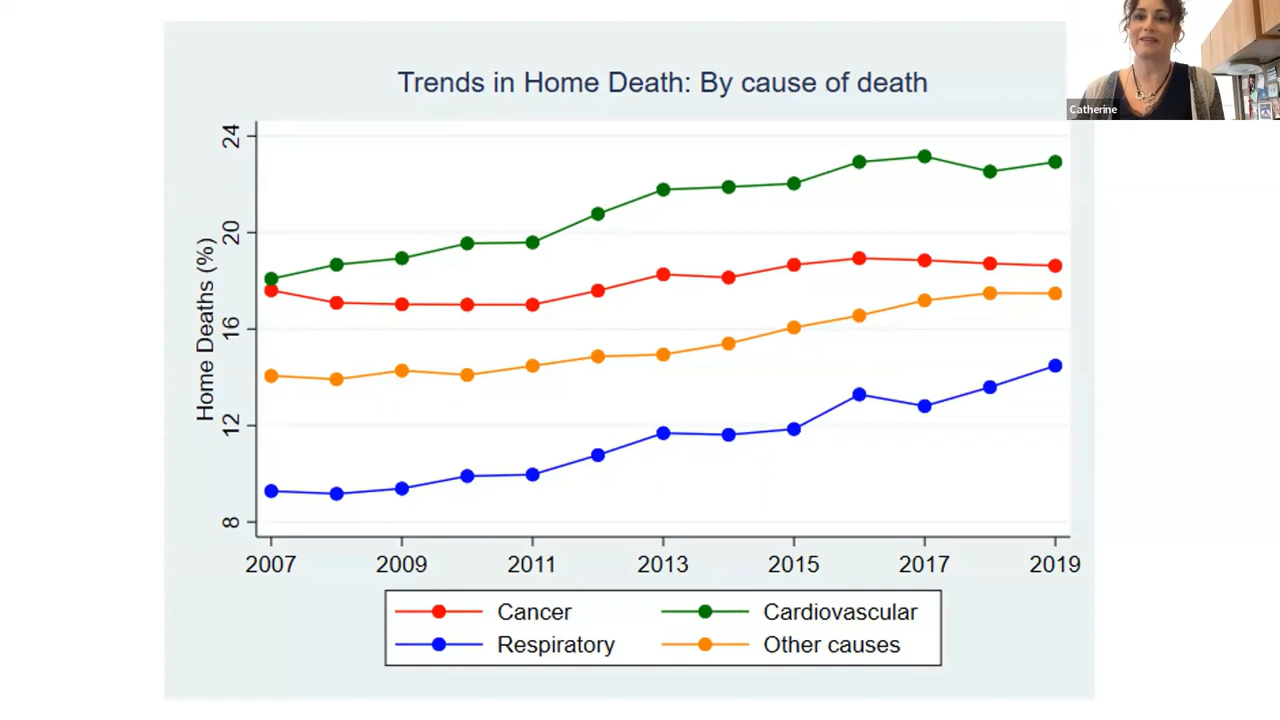 Trends in Home Death: By cause of death
Catherine
Home Deaths (%)
24
20
16
12
8
2007 2009 2011 2013 2015 2017 2019
Cancer Cardiovascular
Respiratory Other causes